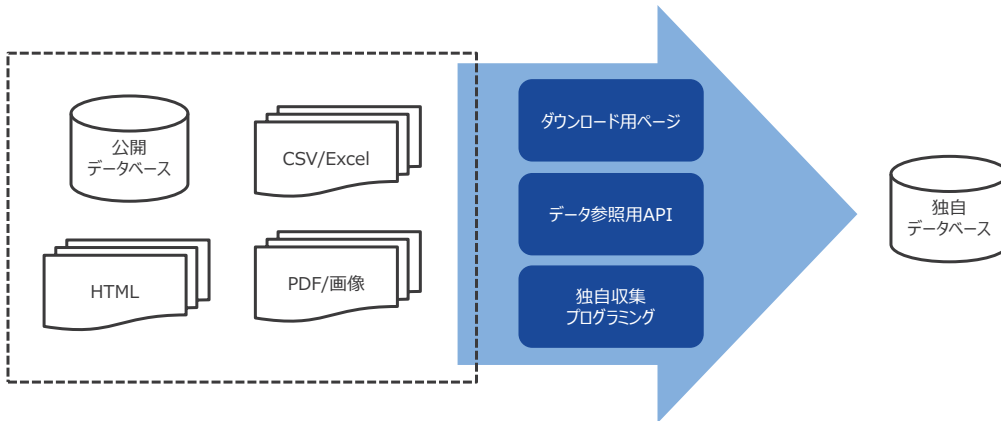 公開
データベース
CSV/Excel
HTML
PDF/画像
ダウンロード用ページ
データ参照用API
独自収集
プログラミング
独自
データベース